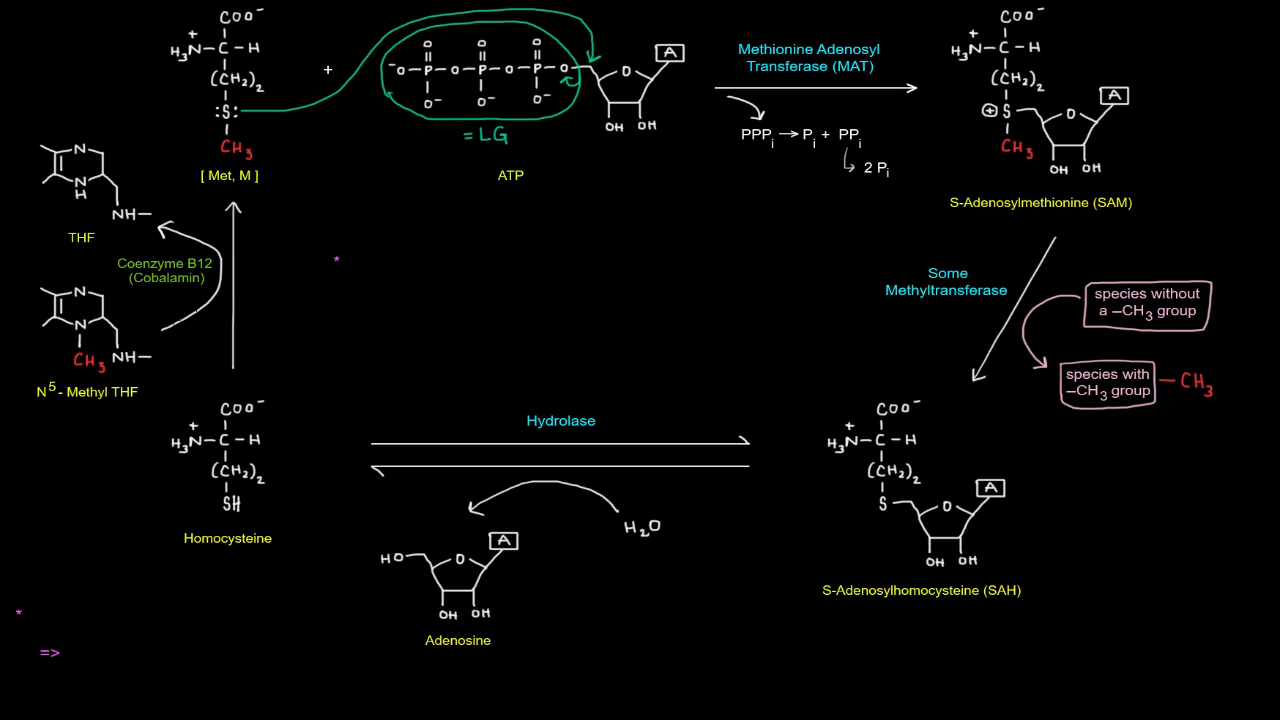 COO⁻
H₃N⁺–C–H
(CH₂)₂
:S:
CH₃
[ Met, M ]
+
O O O
⁻O–P–O–P–O–P–O
O⁻ O⁻ O⁻
= LG
O
A
OH OH
ATP
Methionine Adenosyl
Transferase (MAT)
PPPi → Pi + PPi
2 Pi
COO⁻
H₃N⁺–C–H
(CH₂)₂
⊕ S
CH₃
O
A
OH OH
S-Adenosylmethionine (SAM)
N
N
H
NH
THF
Coenzyme B12
(Cobalamin)
*
N
N
CH₃
NH
N⁵- Methyl THF
Some
Methyltransferase
species without
a –CH₃ group
species with
–CH₃ group
–CH₃
COO⁻
H₃N⁺–C–H
(CH₂)₂
SH
Homocysteine
Hydrolase
H₂O
HO
O
A
OH OH
Adenosine
COO⁻
H₃N⁺–C–H
(CH₂)₂
S
O
A
OH OH
S-Adenosylhomocysteine (SAH)
*
=>